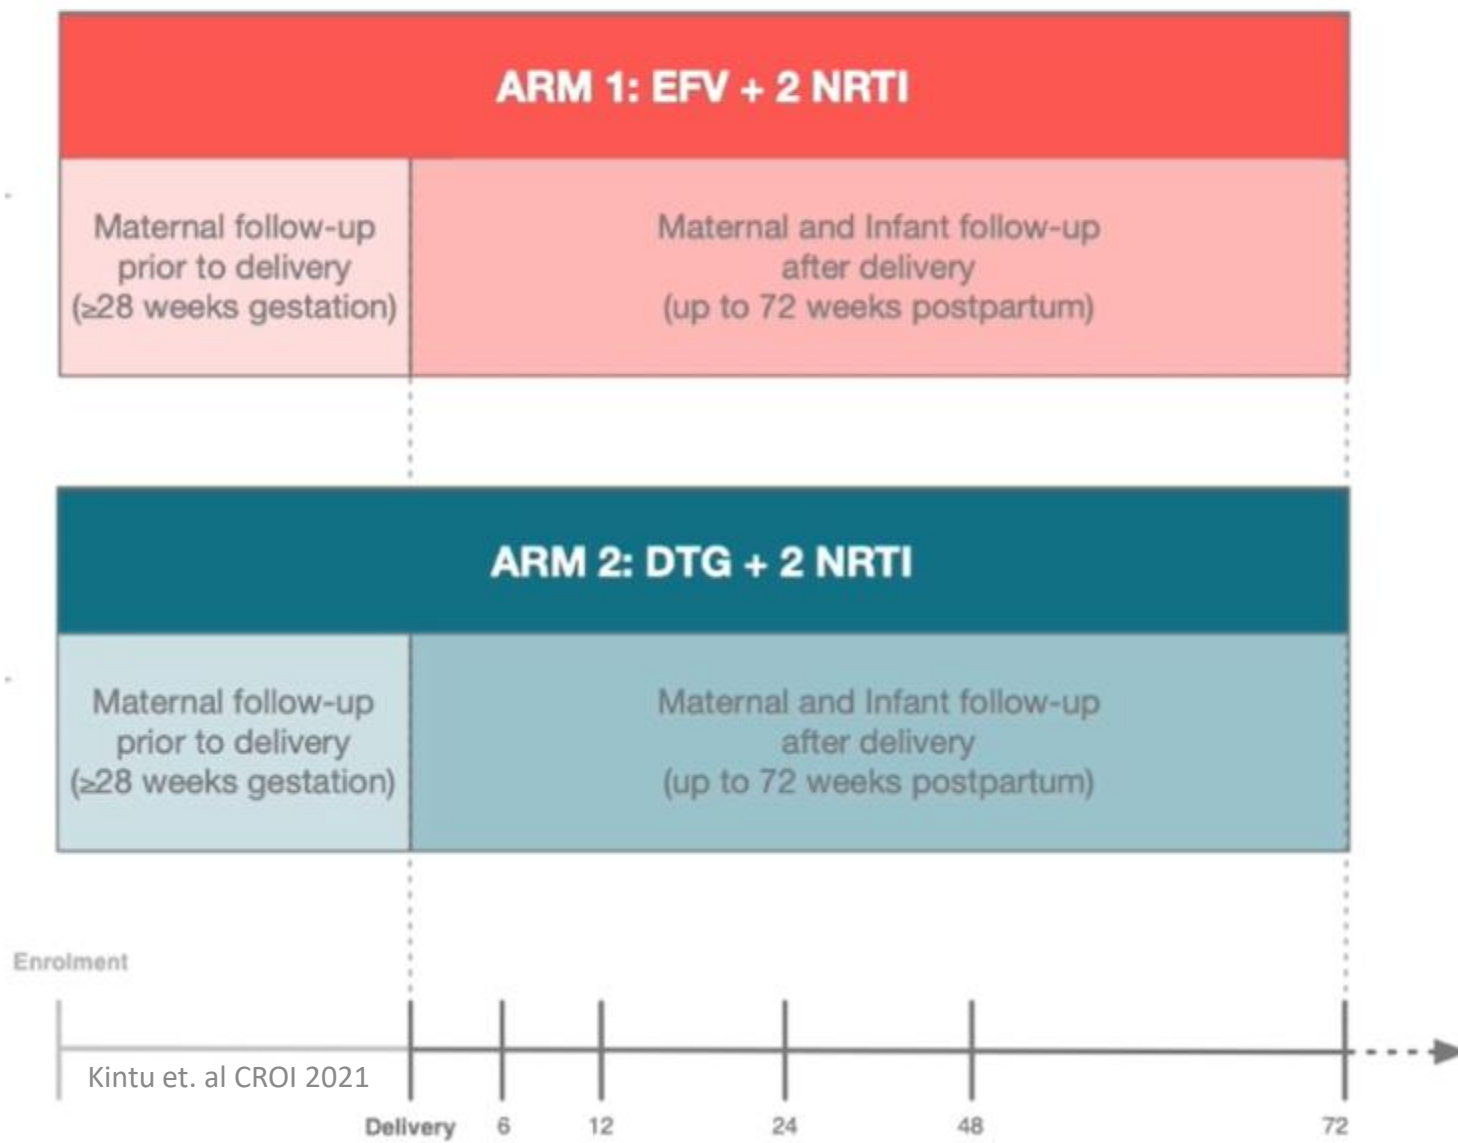 ARM 1: EFV + 2 NRTI
Maternal follow-up
prior to delivery
(≥28 weeks gestation)
Maternal and Infant follow-up
after delivery
(up to 72 weeks postpartum)
ARM 2: DTG + 2 NRTI
Maternal follow-up
prior to delivery
(≥28 weeks gestation)
Maternal and Infant follow-up
after delivery
(up to 72 weeks postpartum)
Enrolment
Kintu et. al CROI 2021
Delivery 6 12 24 48 72